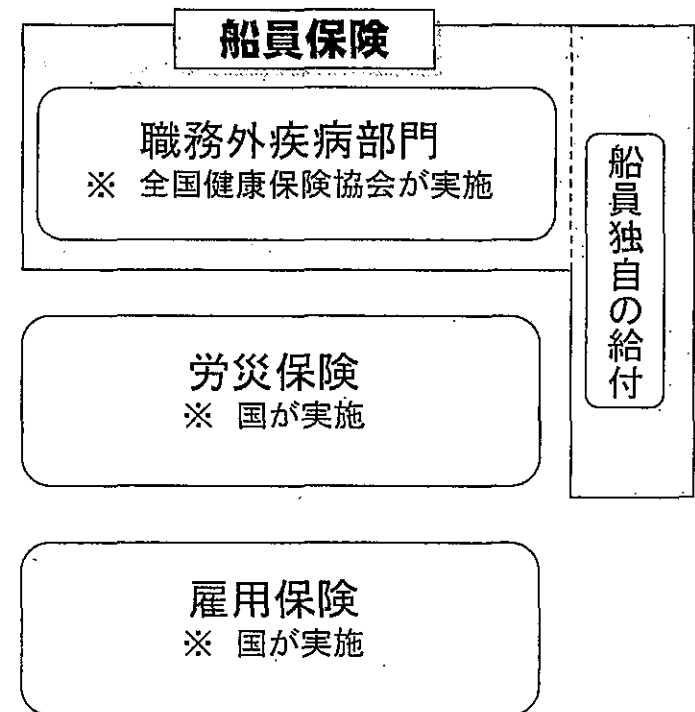 船員保険
職務外疾病部門
※ 全国健康保険協会が実施
船員独自の給付
労災保険
※ 国が実施
雇用保険
※ 国が実施